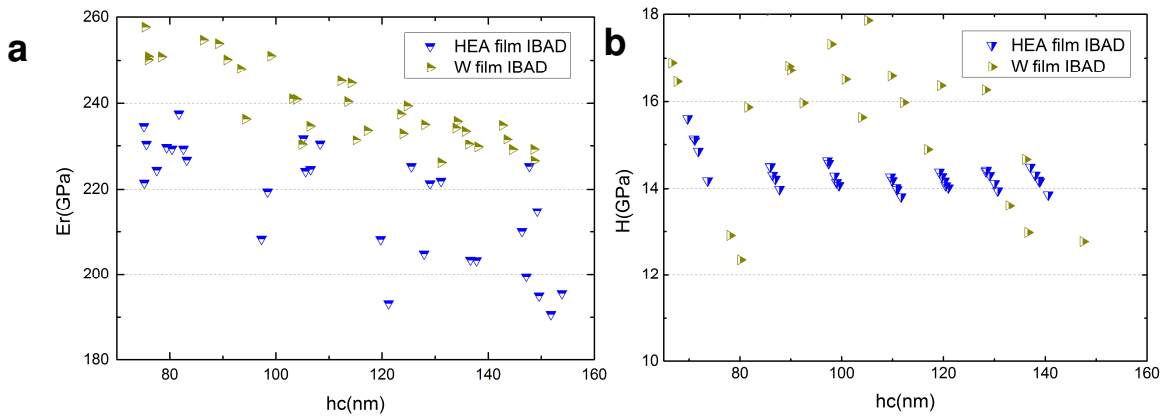 a
260
240
220
200
180
Er(GPa)
HEA film IBAD
W film IBAD
80
100
120
140
160
hc(nm)
b
18
16
14
12
10
H(GPa)
HEA film IBAD
W film IBAD
80
100
120
140
160
hc(nm)